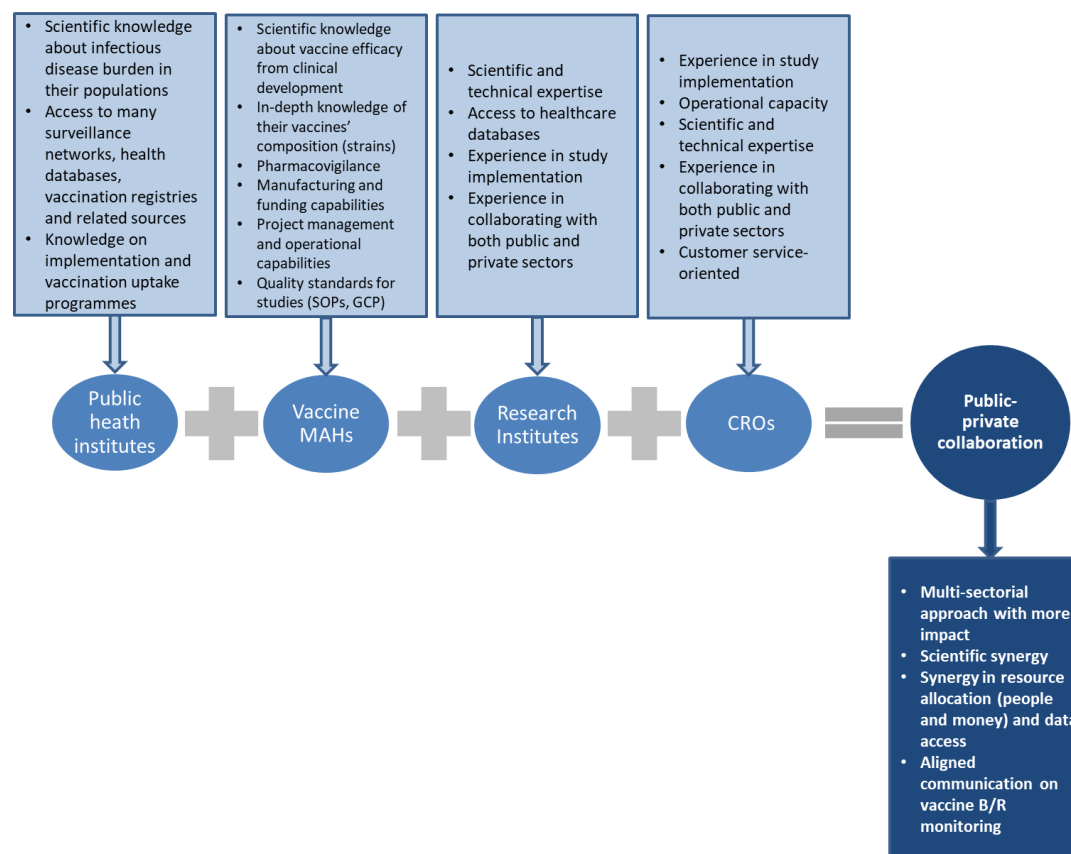 • Scientific knowledge
about infectious
disease burden in
their populations
• Access to many
surveillance
networks, health
databases,
vaccination registries
and related sources
• Knowledge on
implementation and
vaccination uptake
programmes
• Scientific knowledge
about vaccine efficacy
from clinical
development
• In-depth knowledge of
their vaccines’
composition (strains)
• Pharmacovigilance
• Manufacturing and
funding capabilities
• Project management
and operational
capabilities
• Quality standards for
studies (SOPs, GCP)
• Scientific and
technical expertise
• Access to healthcare
databases
• Experience in study
implementation
• Experience in
collaborating with
both public and
private sectors
• Experience in study
implementation
• Operational capacity
• Scientific and
technical expertise
• Experience in
collaborating with
both public and
private sectors
• Customer service-
oriented
Public
heath
institutes
Vaccine
MAHs
Research
Institutes
CROs
Public-
private
collaboration
• Multi-sectorial
approach with more
impact
• Scientific synergy
• Synergy in resource
allocation (people
and money) and data
access
• Aligned
communication on
vaccine B/R
monitoring